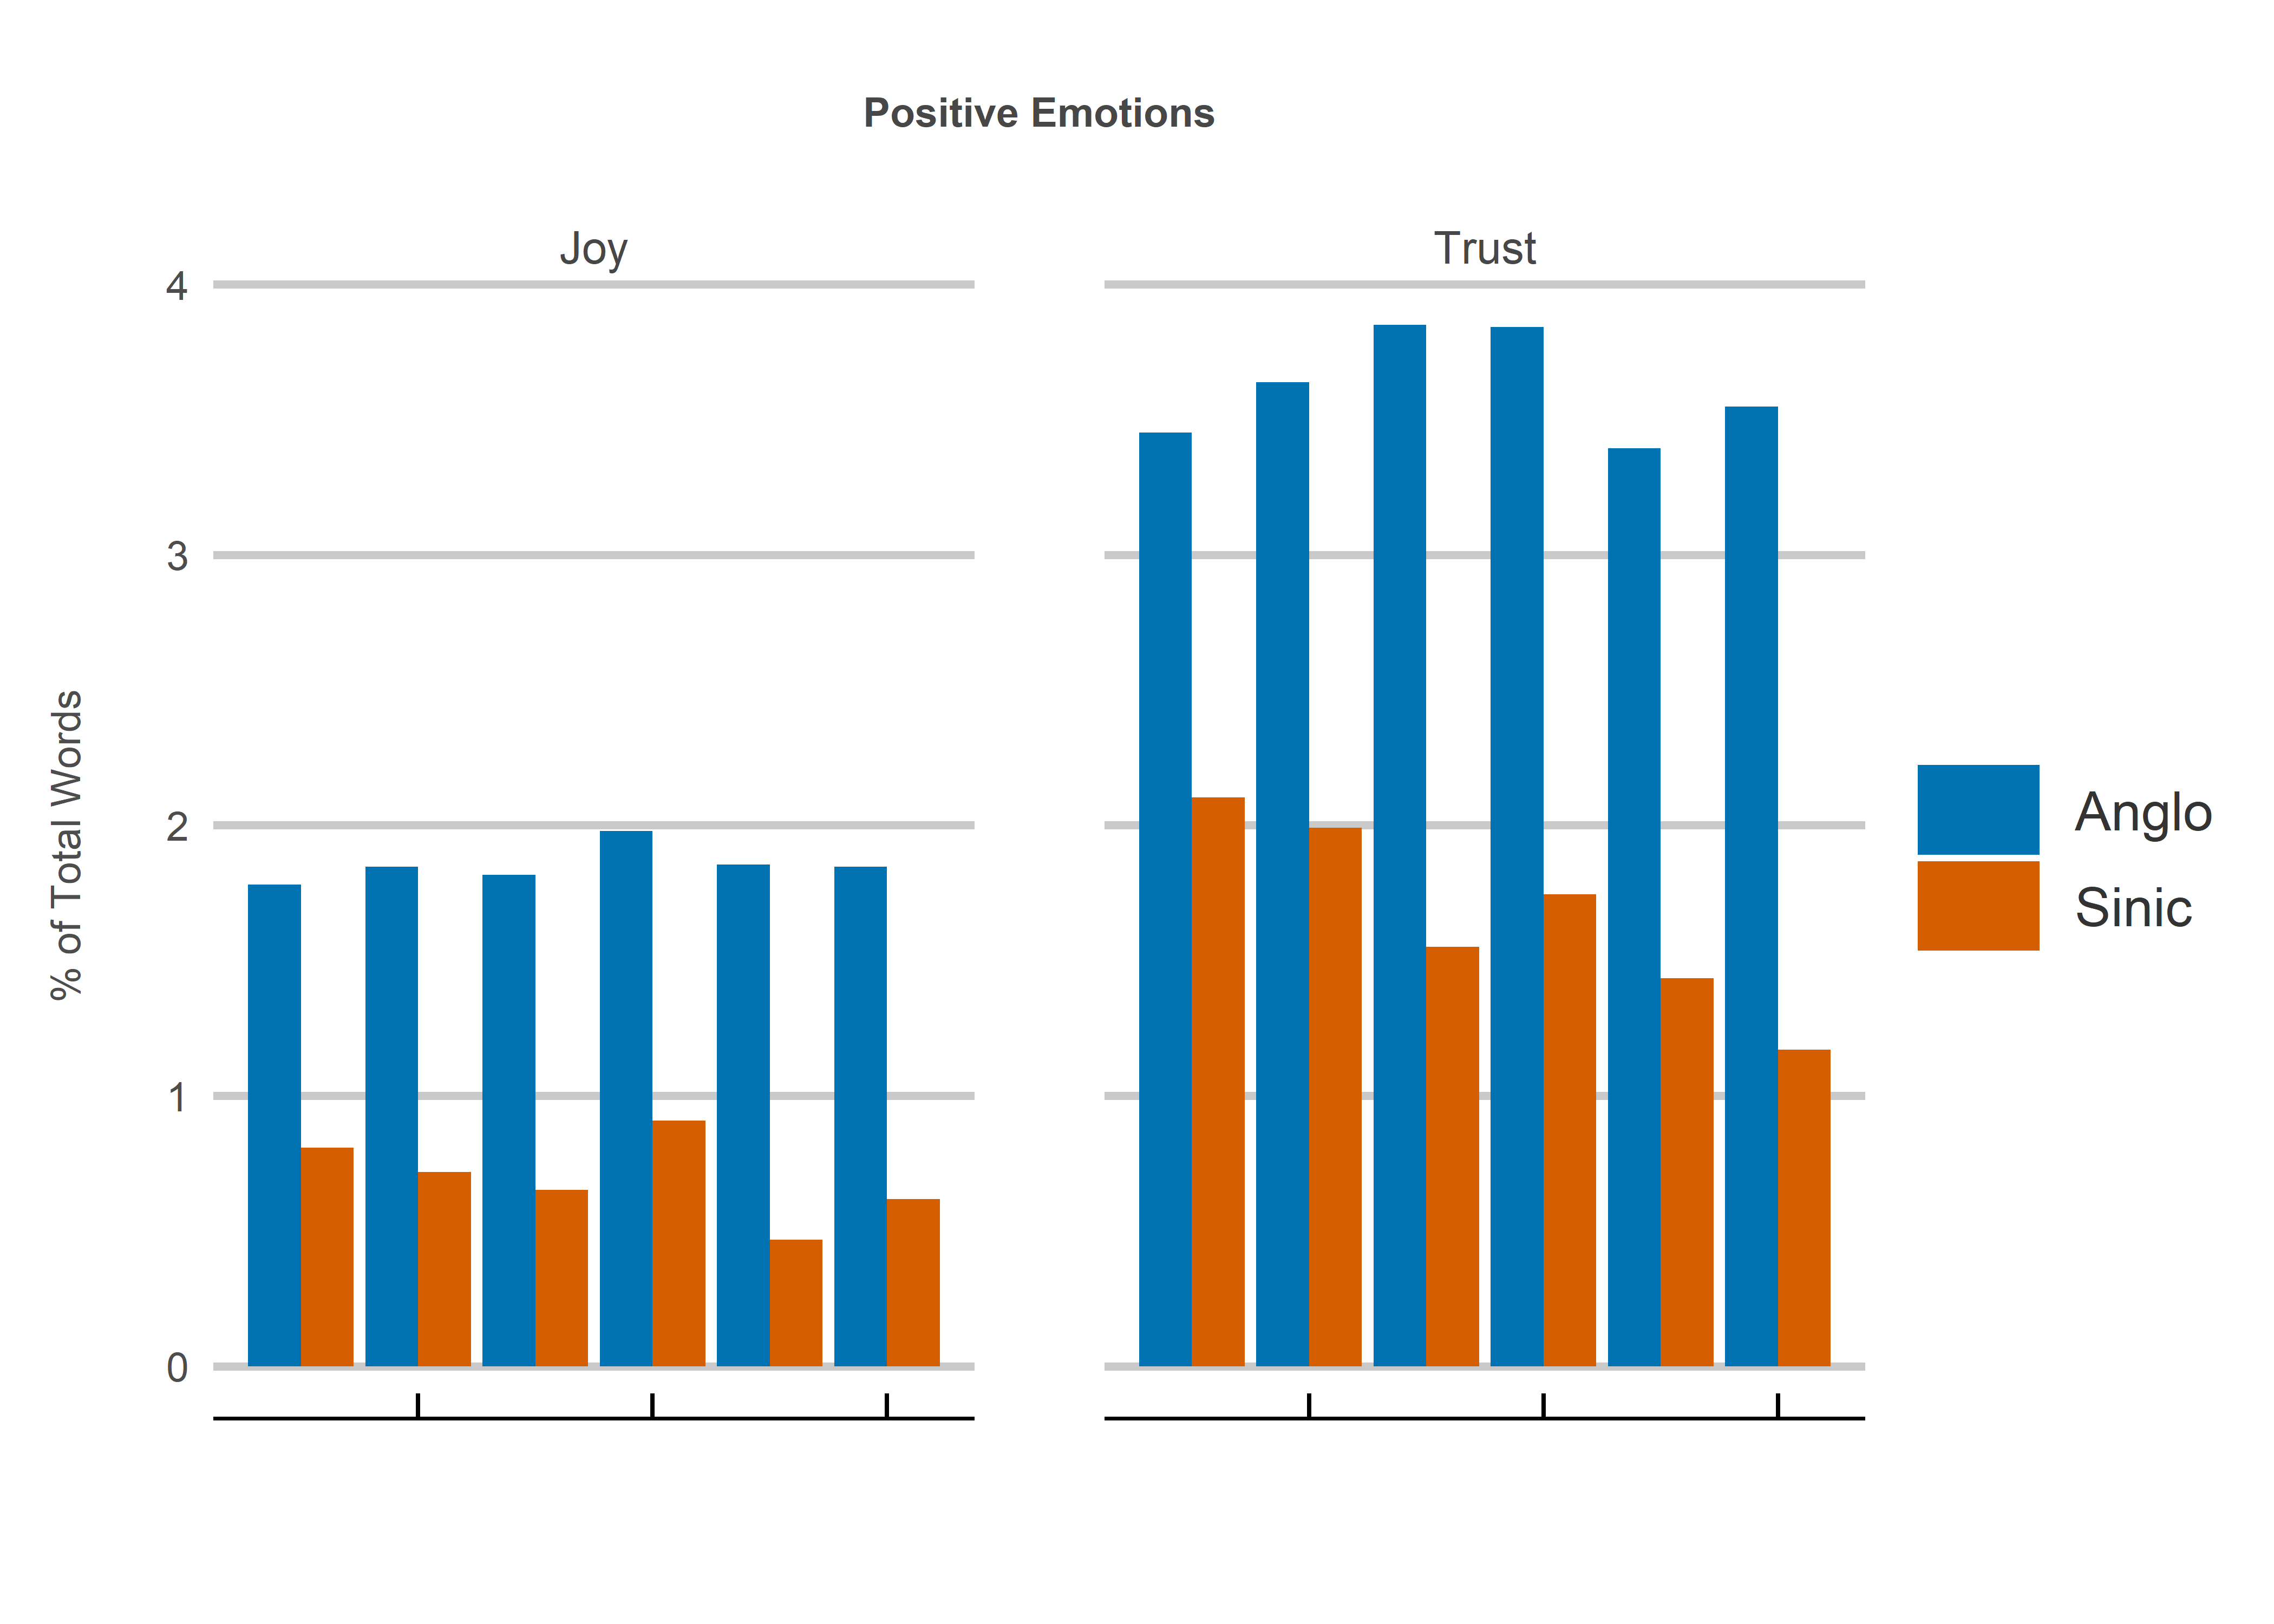 Positive Emotions
Joy
Trust
4
3
2
1
0
% of Total Words
Anglo
Sinic